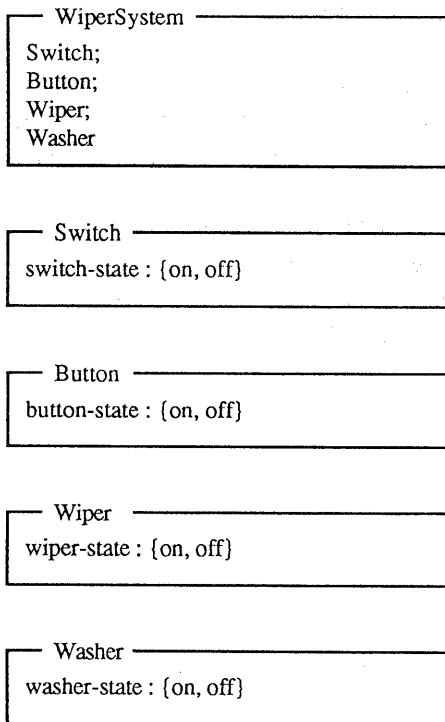 WiperSystem
Switch;
Button;
Wiper;
Washer
Switch
switch-state : {on, off}
Button
button-state : {on, off}
Wiper
wiper-state : {on, off}
Washer
washer-state : {on, off}